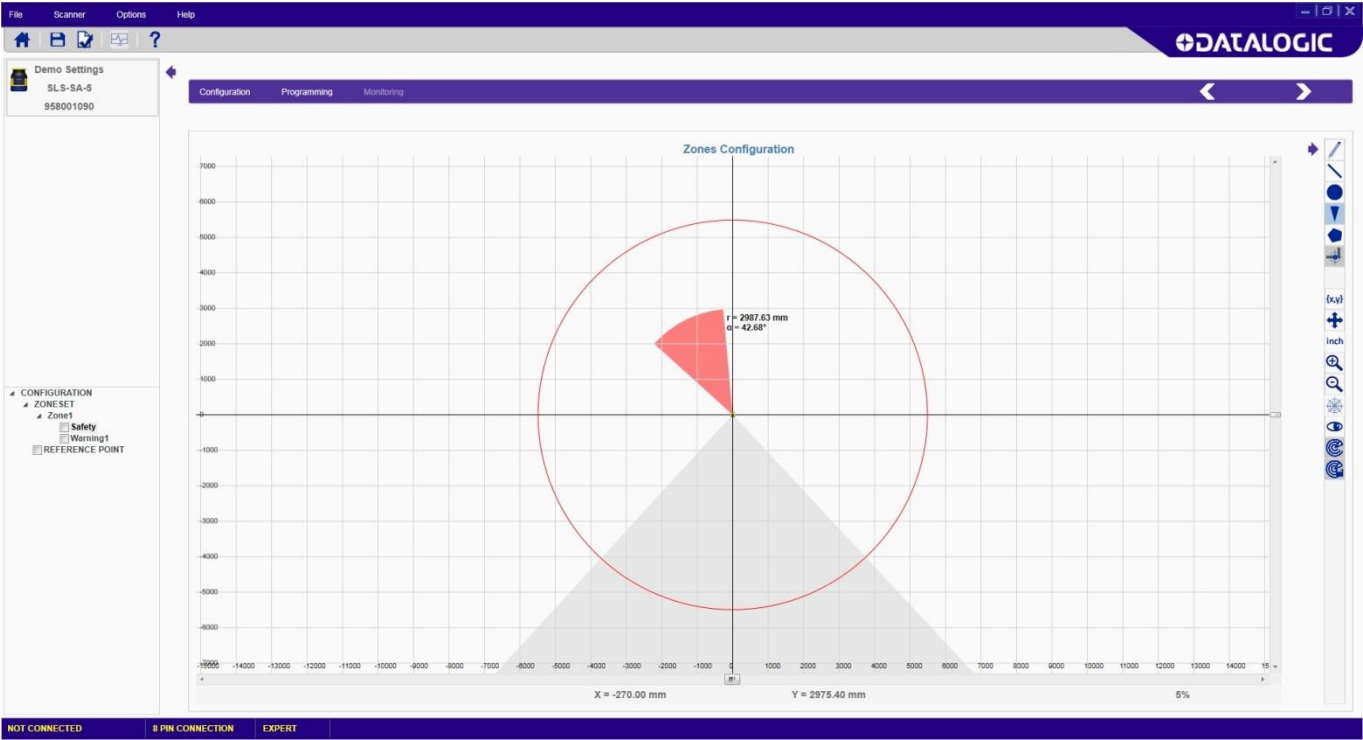 File Scanner Options Help
DATALOGIC
Demo Settings
SLS-SA-5
958001090
Configuration Programming Monitoring
Zones Configuration
7000
6000
5000
4000
3000
r = 2987.63 mm
α = 42.68°
2000
1000
0
-1000
-2000
-3000
-4000
-5000
-6000
-7000
-15000 -14000 -13000 -12000 -11000 -10000 -9000 -8000 -7000 -6000 -5000 -4000 -3000 -2000 -1000 0 1000 2000 3000 4000 5000 6000 7000 8000 9000 10000 11000 12000 13000 14000 15
X = -270.00 mm Y = 2975.40 mm 5%
{x,y}
inch
CONFIGURATION
ZONESET
Zone1
Safety
Warning1
REFERENCE POINT
NOT CONNECTED 8 PIN CONNECTION EXPERT